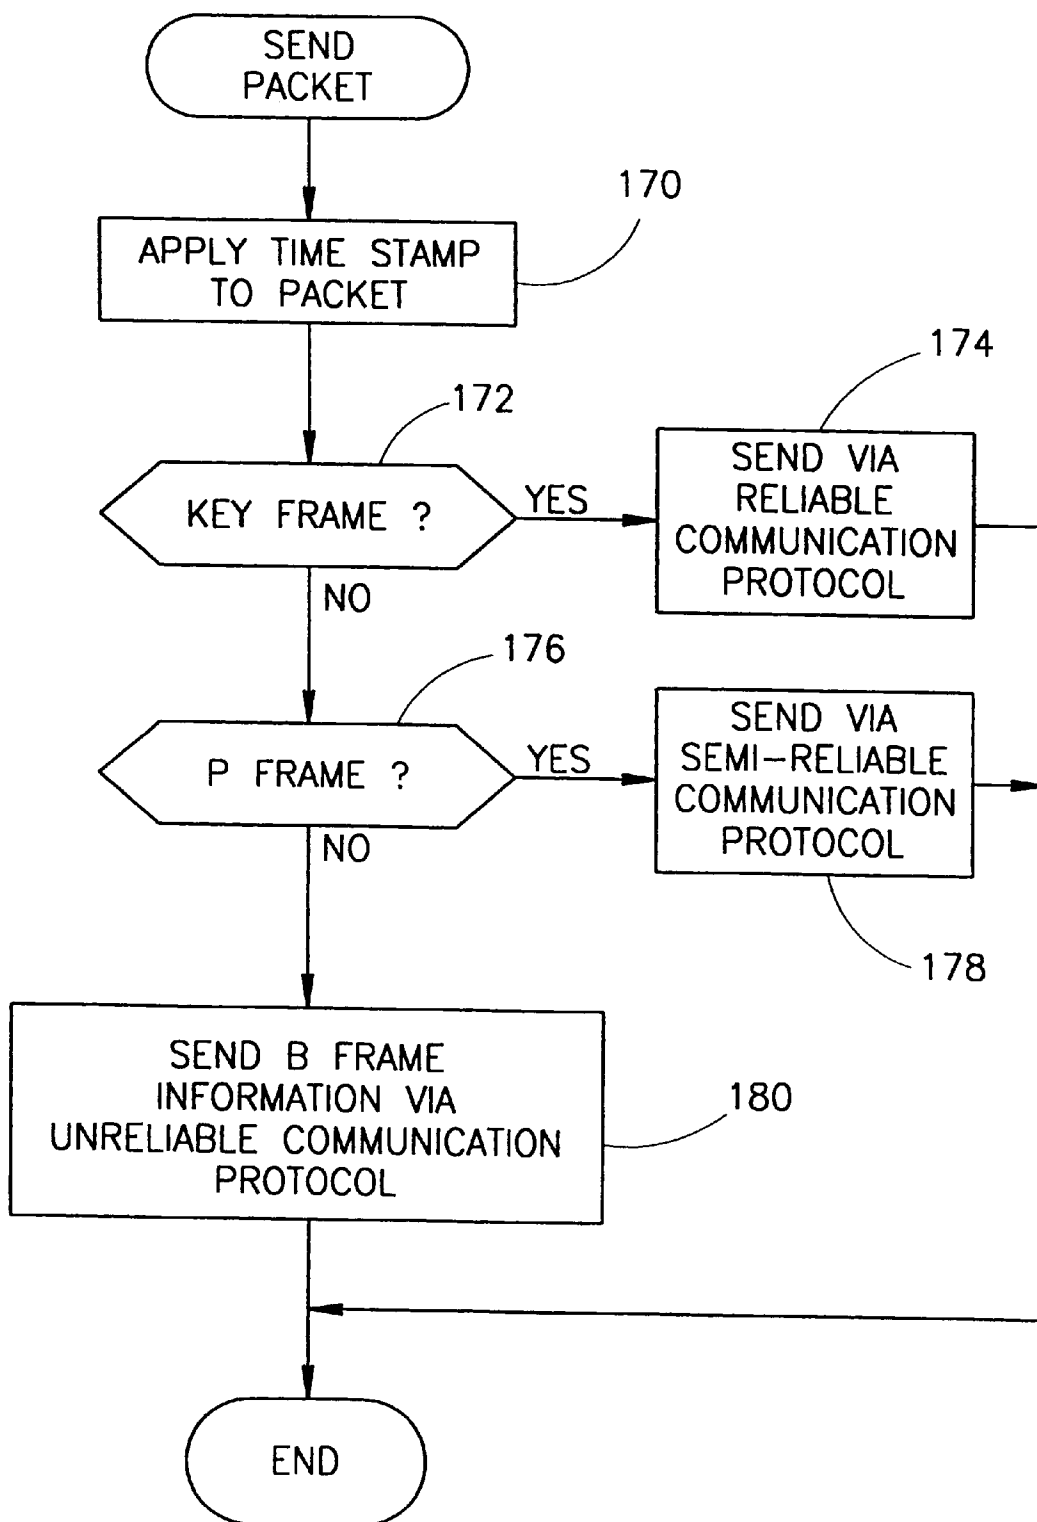 SEND
PACKET
170
APPLY TIME STAMP
TO PACKET
174
172
SEND VIA
RELIABLE
COMMUNICATION
PROTOCOL
KEY FRAME ?
YES
NO
176
SEND VIA
SEMI-RELIABLE
COMMUNICATION
PROTOCOL
P FRAME ?
YES
NO
178
SEND B FRAME
INFORMATION VIA
UNRELIABLE COMMUNICATION
PROTOCOL
180
END